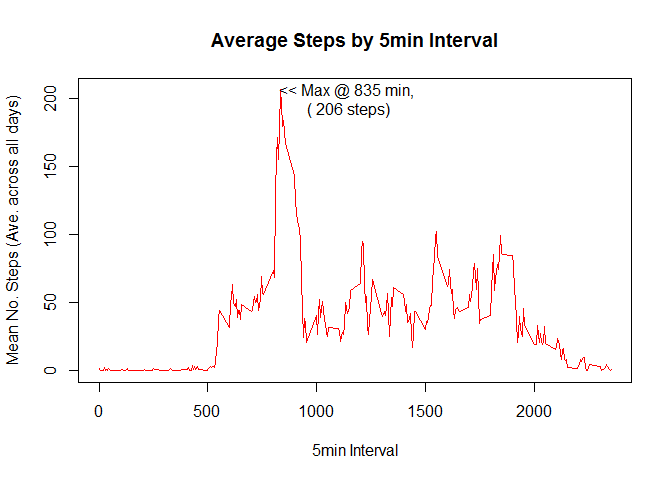 Average Steps by 5min Interval
<< Max @ 835 min,
( 206 steps)
Mean No. Steps (Ave. across all days)
200
150
100
50
0
0 500 1000 1500 2000
5min Interval